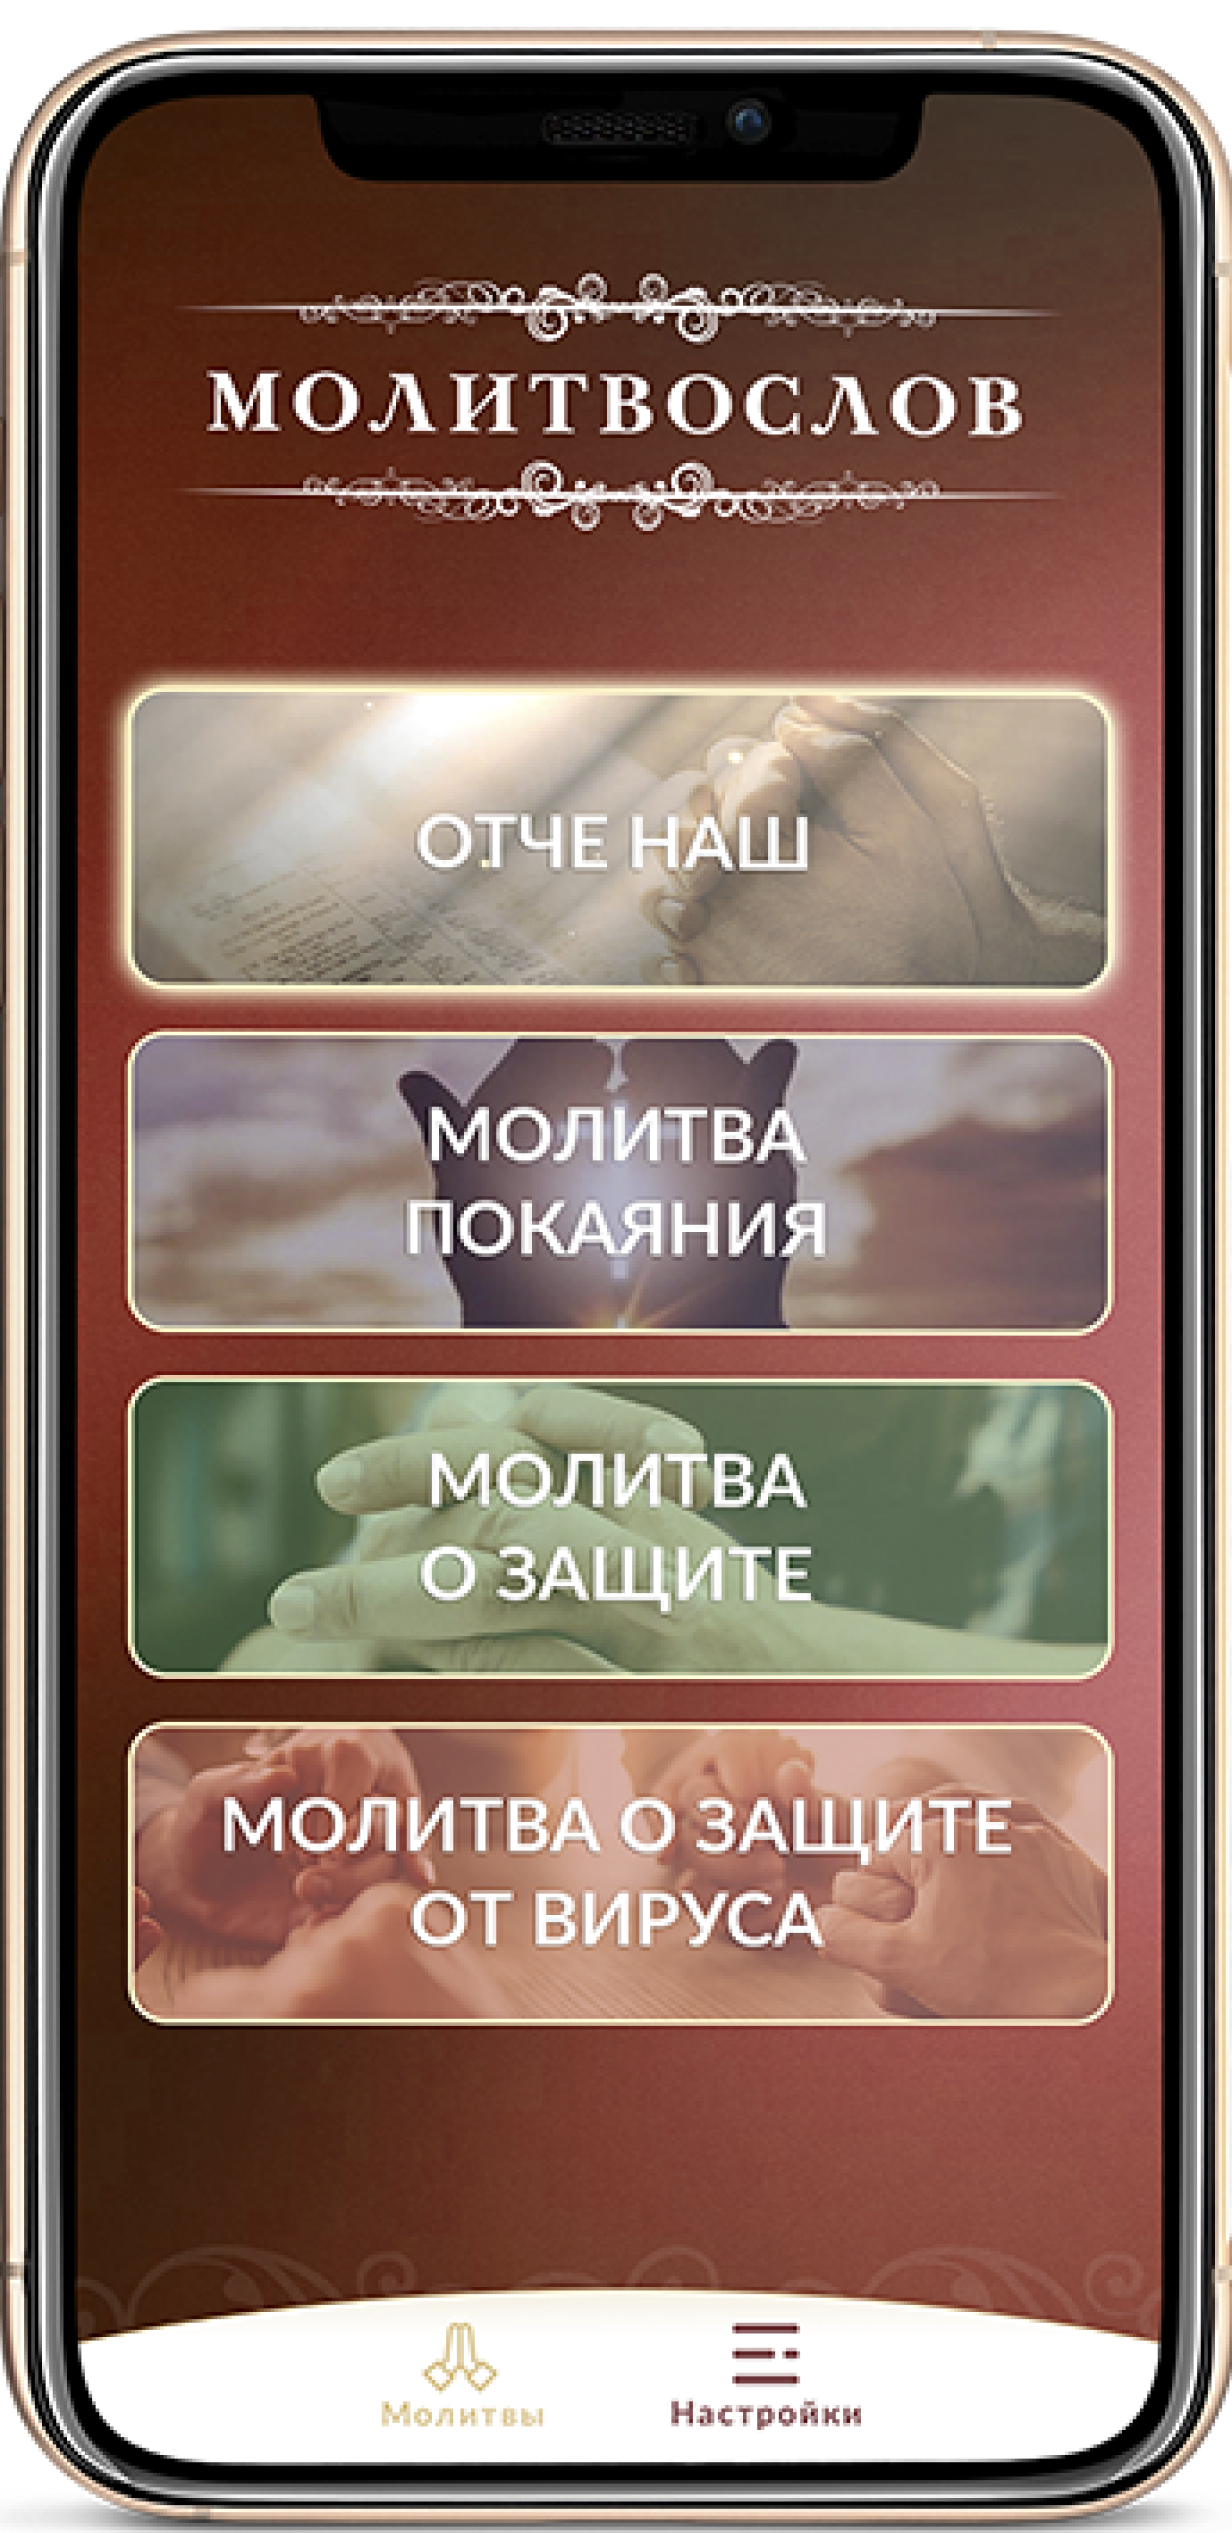 МОЛИТВОСЛОВ
ОТЧЕ НАШ
МОЛИТВА
ПОКАЯНИЯ
МОЛИТВА
О ЗАЩИТЕ
МОЛИТВА О ЗАЩИТЕ
ОТ ВИРУСА
Молитвы
Настройки